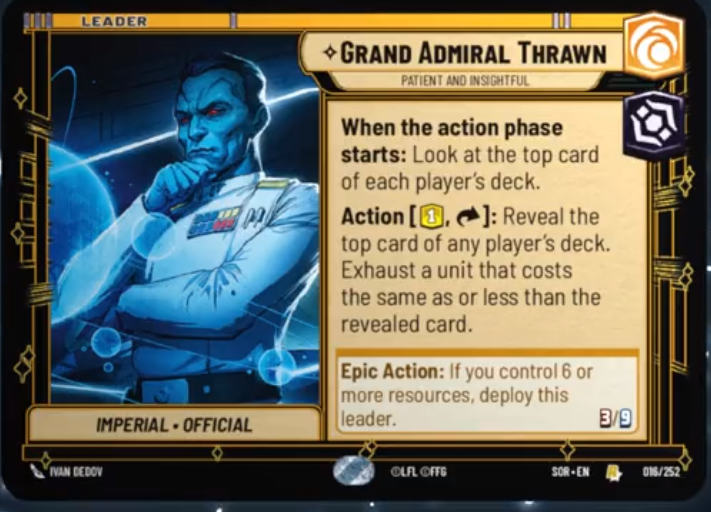 LEADER
GRAND ADMIRAL THRAWN
PATIENT AND INSIGHTFUL
When the action phase
starts: Look at the top card
of each player's deck.
Action [1, ]: Reveal the
top card of any player's deck.
Exhaust a unit that costs
the same as or less than the
revealed card.
Epic Action: If you control 6 or
more resources, deploy this
leader.
3/9
IMPERIAL • OFFICIAL
IVAN DEDOV
©LFL ©FFG
SOR • EN
016/252